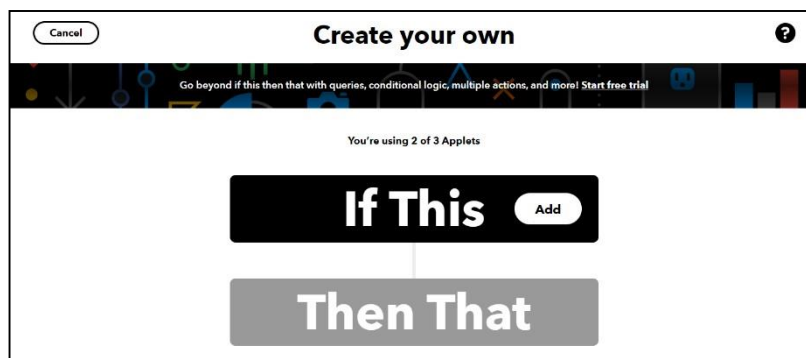 Cancel
Create your own
?
Go beyond if this then that with queries, conditional logic, multiple actions, and more! Start free trial
You're using 2 of 3 Applets
If This
Add
Then That